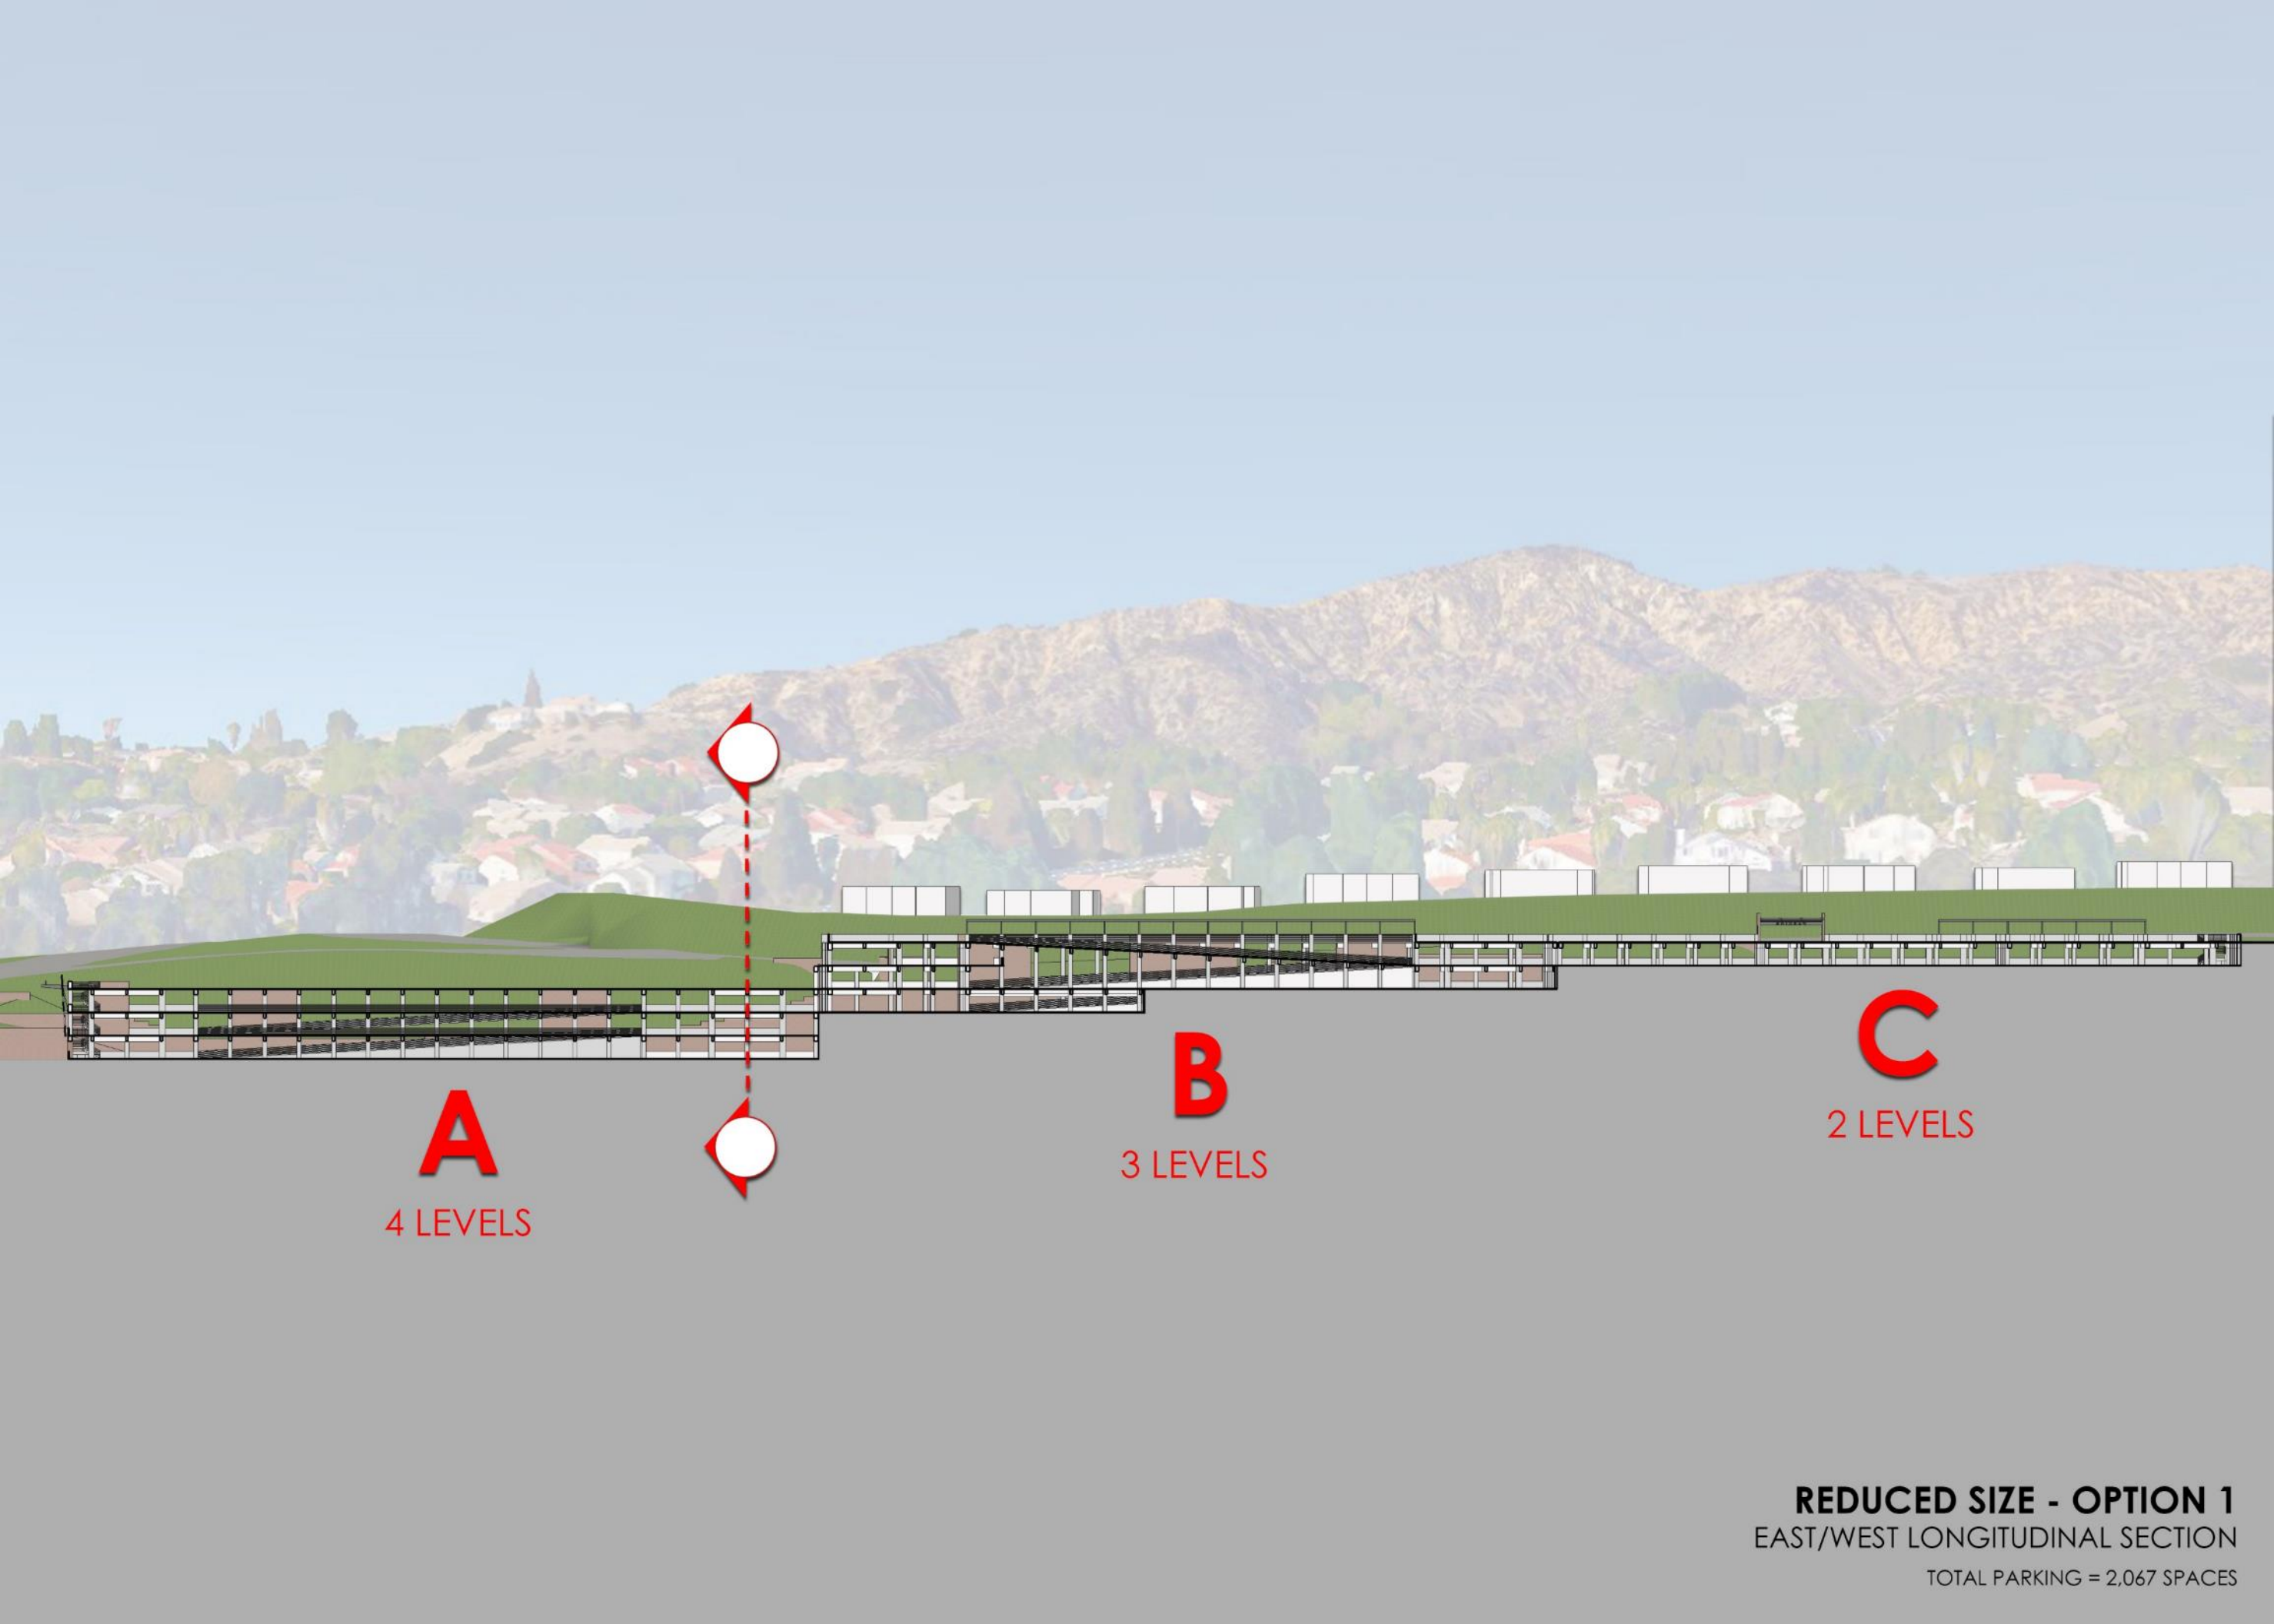 A
4 LEVELS
B
3 LEVELS
C
2 LEVELS
REDUCED SIZE - OPTION 1
EAST/WEST LONGITUDINAL SECTION
TOTAL PARKING = 2,067 SPACES